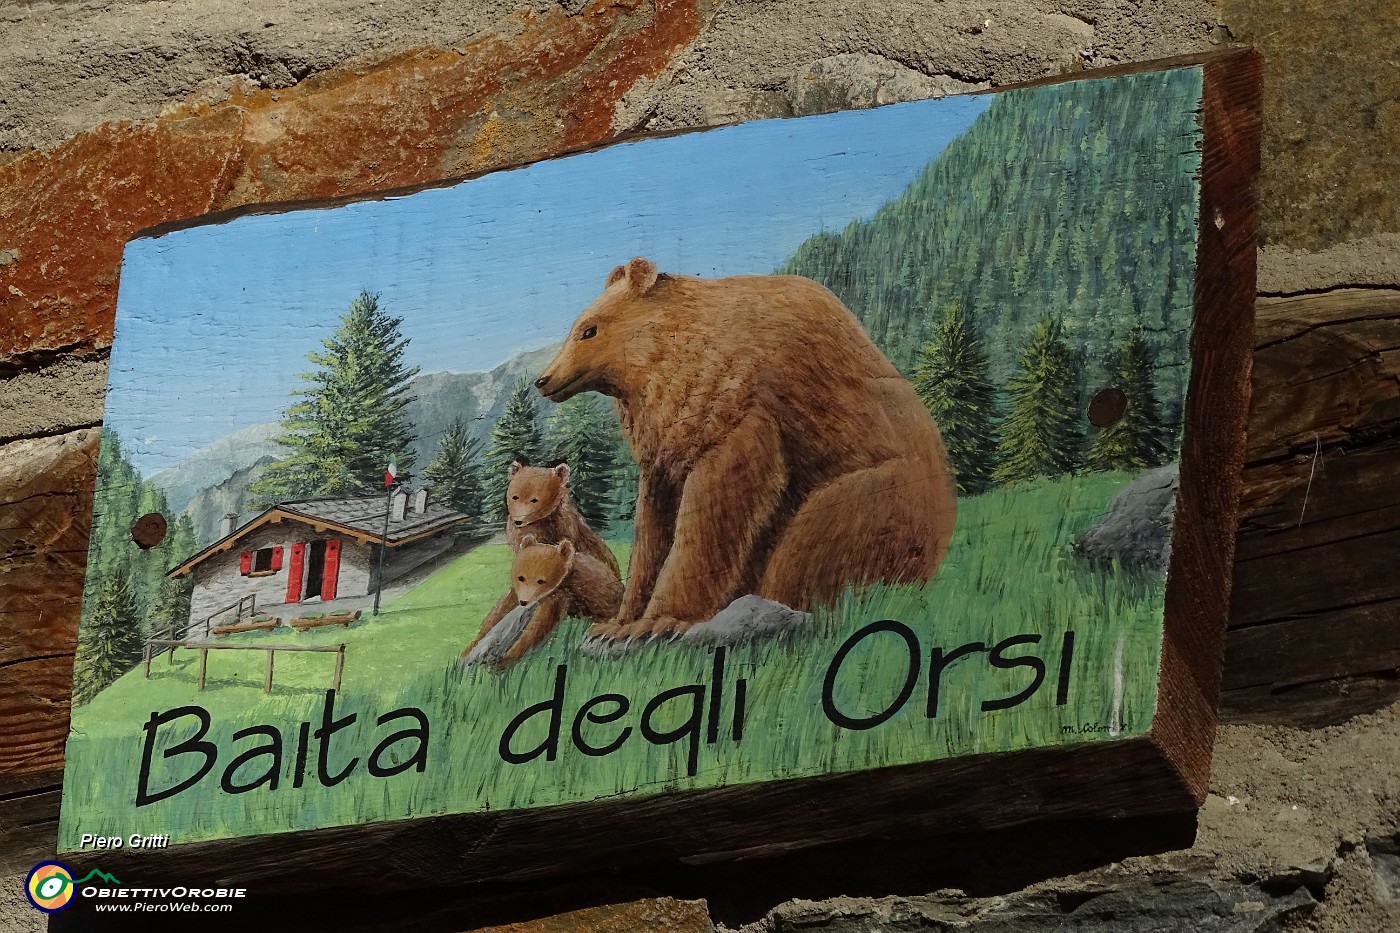 Baita degli Orsi
Piero Gritti
ObiettivOrobie
www.PieroWeb.com